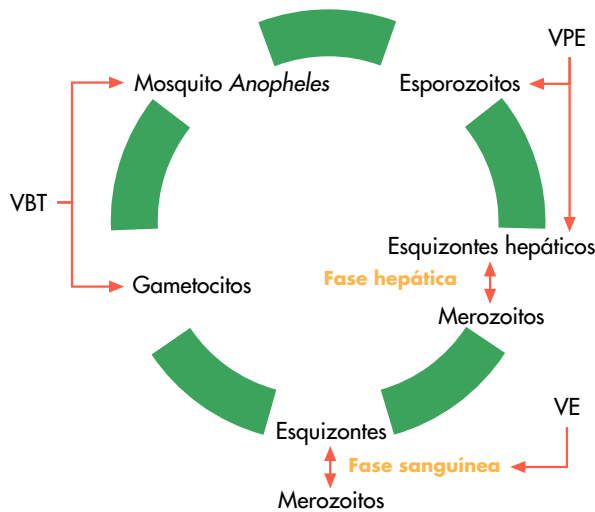 VPE
Mosquito Anopheles
Esporozoitos
VBT
Esquizontes hepáticos
Fase hepática
Gametocitos
Merozoitos
VE
Esquizontes
Fase sanguínea
Merozoitos